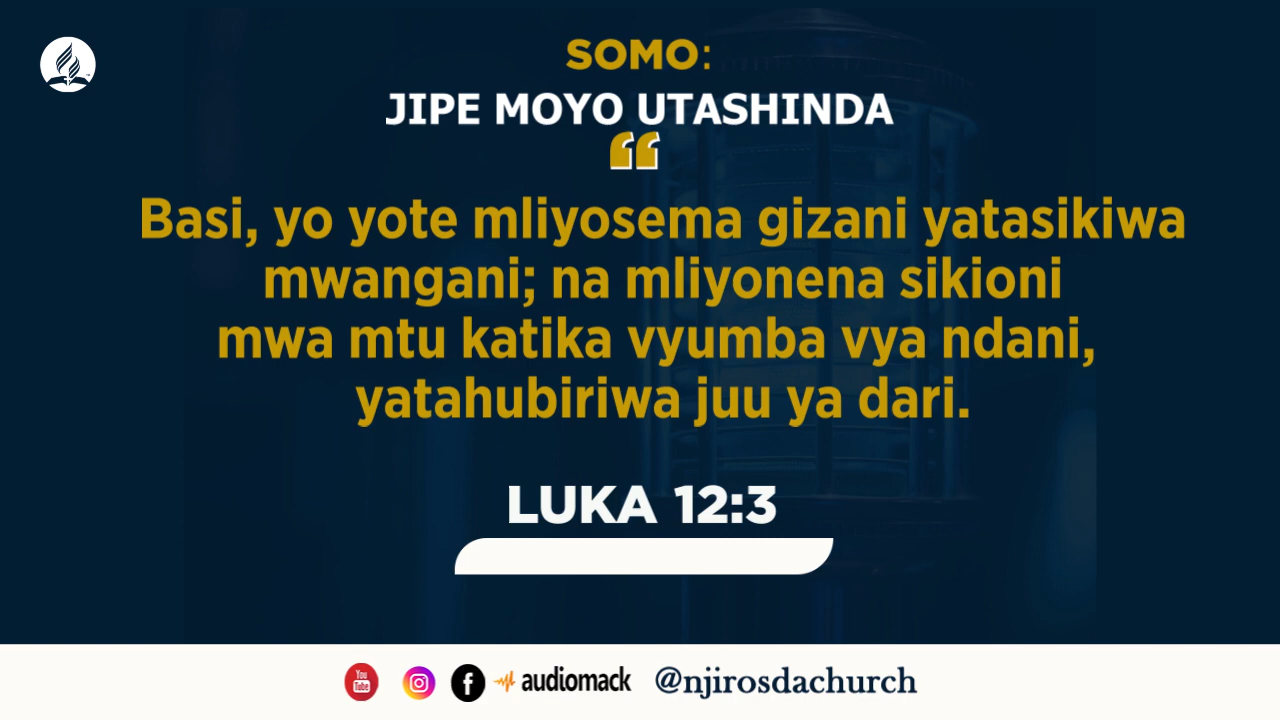 SOMO:
JIPE MOYO UTASHINDA
“
Basi, yo yote mliyosema gizani yatasikiwa
mwangani; na mliyonena sikioni
mwa mtu katika vyumba vya ndani,
yatahubiriwa juu ya dari.
LUKA 12:3
You Tube audiomack @njirosdachurch